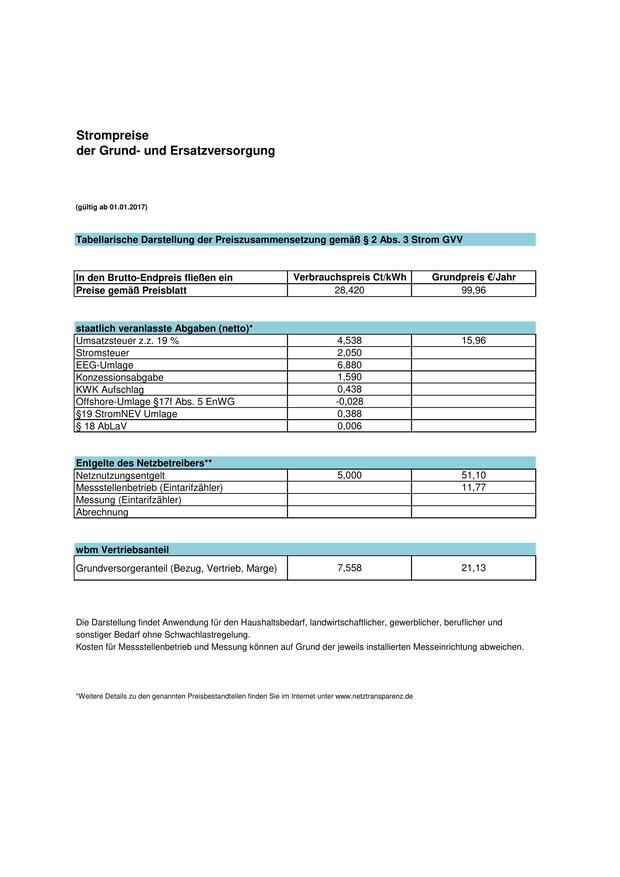 Strompreise
der Grund- und Ersatzversorgung
(gültig ab 01.01.2017)
Tabellarische Darstellung der Preiszusammensetzung gemäß § 2 Abs. 3 Strom GVV
In den Brutto-Endpreis fließen ein Verbrauchspreis Ct/kWh Grundpreis €/Jahr
Preise gemäß Preisblatt 28,420 99,96
staatlich veranlasste Abgaben (netto)*
Umsatzsteuer z.z. 19 % 4,538 15,96
Stromsteuer 2,050
EEG-Umlage 6,880
Konzessionsabgabe 1,590
KWK Aufschlag 0,438
Offshore-Umlage §17f Abs. 5 EnWG -0,028
§19 StromNEV Umlage 0,388
§ 18 AbLaV 0,006
Entgelte des Netzbetreibers**
Netznutzungsentgelt 5,000 51,10
Messstellenbetrieb (Eintarifzähler) 11,77
Messung (Eintarifzähler)
Abrechnung
wbm Vertriebsanteil
Grundversorgeranteil (Bezug, Vertrieb, Marge) 7,558 21,13
Die Darstellung findet Anwendung für den Haushaltsbedarf, landwirtschaftlicher, gewerblicher, beruflicher und
sonstiger Bedarf ohne Schwachlastregelung.
Kosten für Messstellenbetrieb und Messung können auf Grund der jeweils installierten Messeinrichtung abweichen.
*Weitere Details zu den genannten Preisbestandteilen finden Sie im Internet unter www.netztransparenz.de